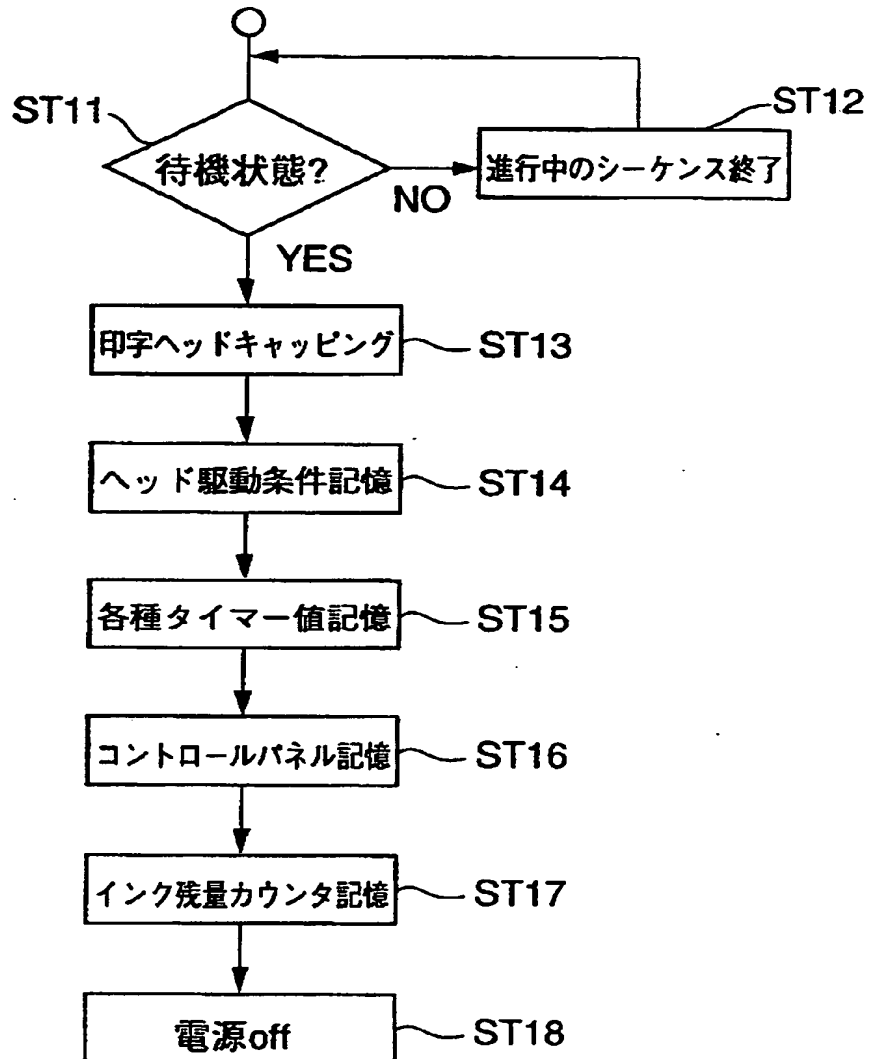 ST11
待機状態?
NO
ST12
進行中のシーケンス終了
YES
印字ヘッドキャッピング
ST13
ヘッド駆動条件記憶
ST14
各種タイマー値記憶
ST15
コントロールパネル記憶
ST16
インク残量カウンタ記憶
ST17
電源off
ST18